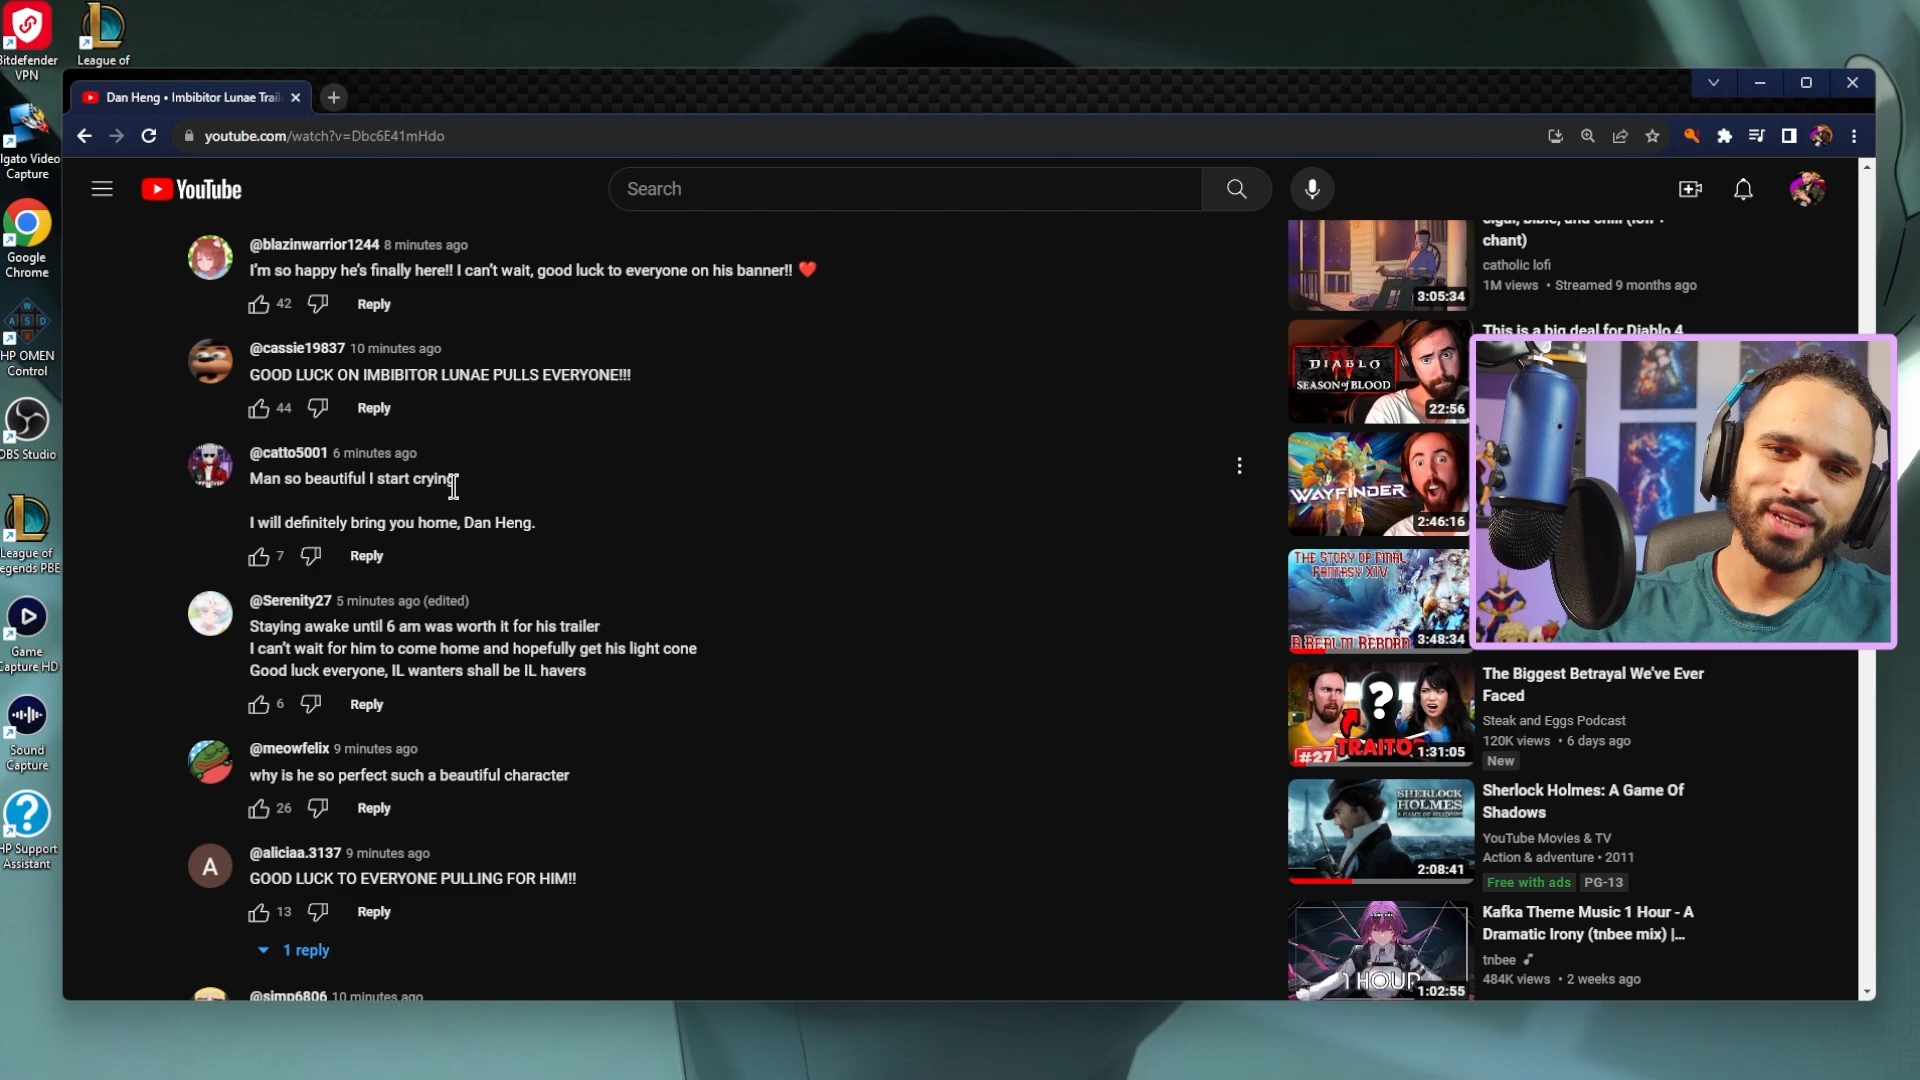 Bitdefender
VPN
League of
Elgato Video
Capture
Google
Chrome
HP OMEN
Control
OBS Studio
League of
Legends PBE
Game
Capture HD
Sound
Capture
HP Support
Assistant
Dan Heng • Imbibitor Lunae Trail
youtube.com/watch?v=Dbc6E41mHdo
YouTube
Search
@blazinwarrior1244 8 minutes ago
I'm so happy he's finally here!! I can't wait, good luck to everyone on his banner!! ❤️
42 Reply
@cassie19837 10 minutes ago
GOOD LUCK ON IMBIBITOR LUNAE PULLS EVERYONE!!!
44 Reply
@catto5001 6 minutes ago
Man so beautiful I start crying
I will definitely bring you home, Dan Heng.
7 Reply
@Serenity27 5 minutes ago (edited)
Staying awake until 6 am was worth it for his trailer
I can't wait for him to come home and hopefully get his light cone
Good luck everyone, IL wanters shall be IL havers
6 Reply
@meowfelix 9 minutes ago
why is he so perfect such a beautiful character
26 Reply
A
@aliciaa.3137 9 minutes ago
GOOD LUCK TO EVERYONE PULLING FOR HIM!!
13 Reply
1 reply
@simp6806 10 minutes ago
chant)
catholic lofi
1M views • Streamed 9 months ago
3:05:34
This is a big deal for Diablo 4
DIABLO
SEASON OF BLOOD
22:56
WAYFINDER
2:46:16
THE STORY OF FINAL
FANTASY XIV
A REALM REBORN
3:48:34
The Biggest Betrayal We've Ever
Faced
Steak and Eggs Podcast
120K views • 6 days ago
New
?
#27 TRAITOR
1:31:05
Sherlock Holmes: A Game Of
Shadows
YouTube Movies & TV
Action & adventure • 2011
Free with ads PG-13
SHERLOCK
HOLMES
A GAME OF SHADOWS
2:08:41
Kafka Theme Music 1 Hour - A
Dramatic Irony (tnbee mix) |...
tnbee
484K views • 2 weeks ago
1 HOUR
1:02:55